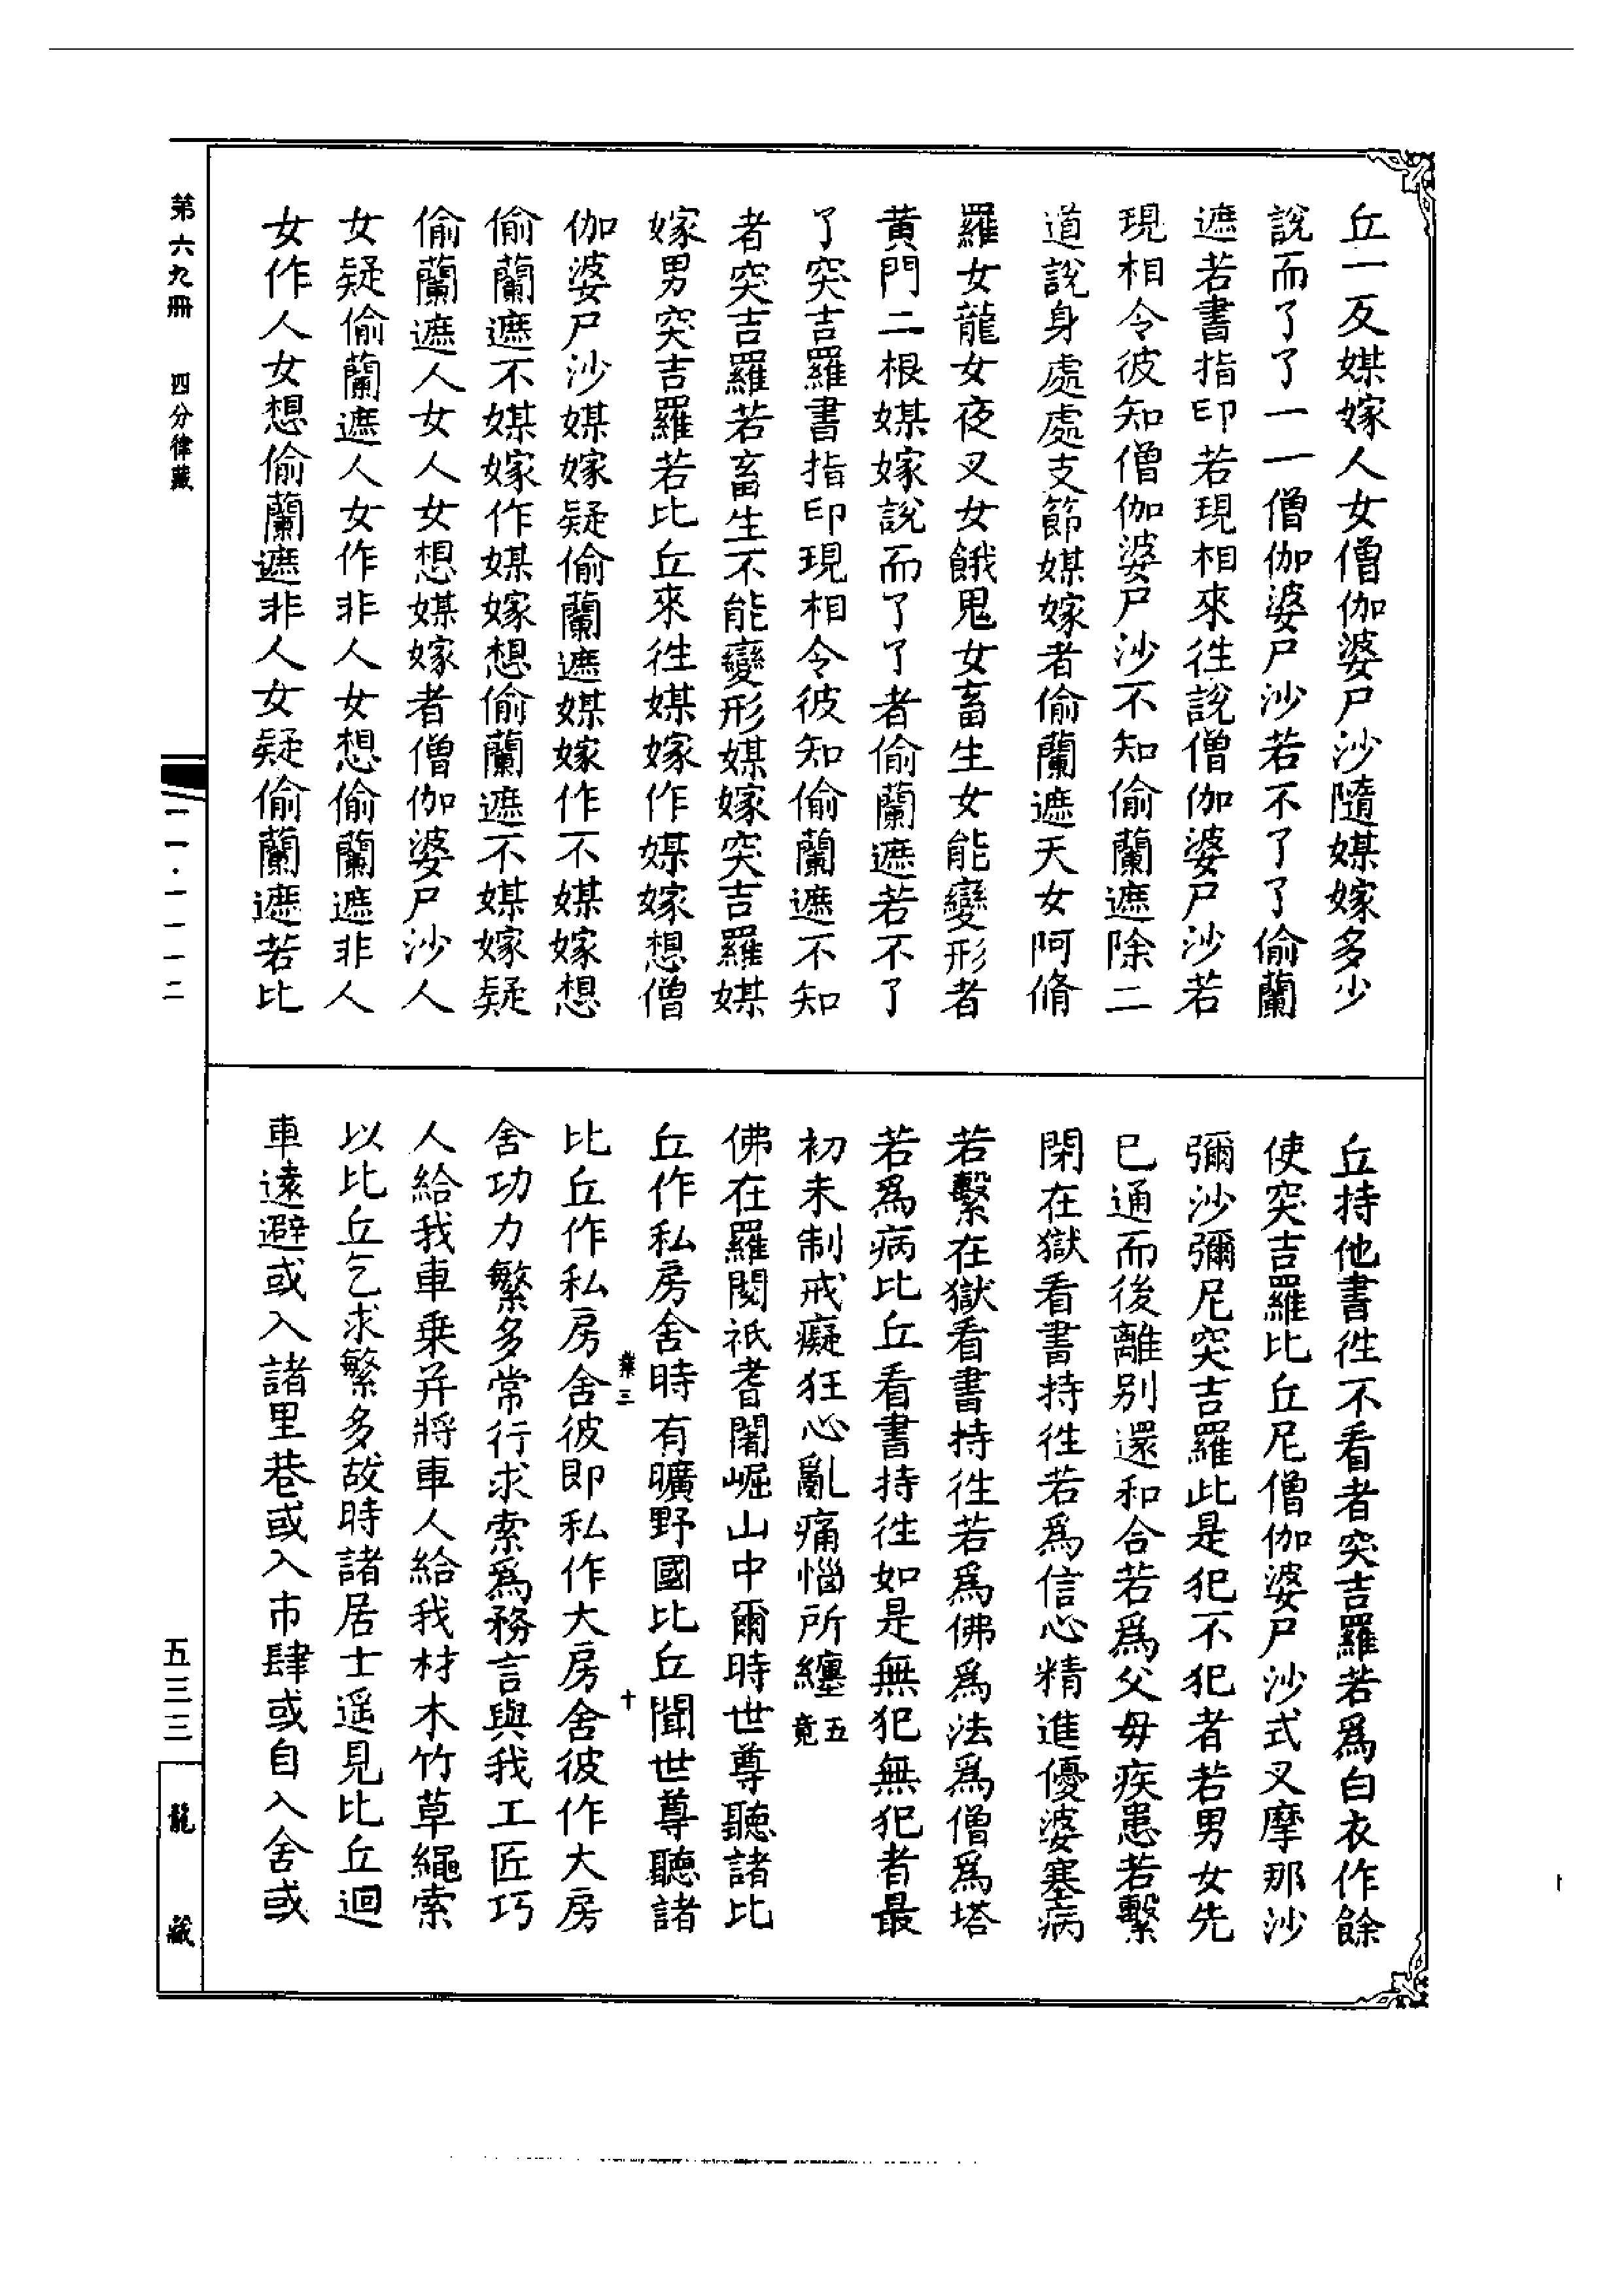 丘一反媒嫁人女僧伽婆尸沙隨媒嫁多少
說而了了一一僧伽婆尸沙若不了了偷蘭
遮若書指印若現相來徃說僧伽婆尸沙若
現相令彼知僧伽婆尸沙不知偷蘭遮除二
道說身處處支節媒嫁者偷蘭遮天女阿脩
羅女龍女夜叉女餓鬼女畜生女能變形者
黃門二根媒嫁說而了了者偷蘭遮若不了
了突吉羅書指印現相令彼知偷蘭遮不知
者突吉羅若畜生不能變形媒嫁突吉羅媒
嫁男突吉羅若比丘來徃媒嫁作媒嫁想僧
伽婆尸沙媒嫁疑偷蘭遮媒嫁作不媒嫁想
偷蘭遮不媒嫁作媒嫁想偷蘭遮不媒嫁疑
偷蘭遮人女人女想媒嫁者僧伽婆尸沙人
女疑偷蘭遮人女作非人女想偷蘭遮非人
女作人女想偷蘭遮非人女疑偷蘭遮若比
丘持他書徃不看者突吉羅若爲白衣作餘
使突吉羅比丘尼僧伽婆尸沙式叉摩那沙
彌沙彌尼突吉羅此是犯不犯者若男女先
巳通而後離別還和合若爲父母疾患若繫
閉在獄看書持徃若爲信心精進優婆塞病
若繫在獄看書持徃若爲佛爲法爲僧爲塔
若爲病比丘看書持徃如是無犯無犯者最
初未制戒癡狂心亂痛惱所纏五竟
佛在羅閱祇耆闍崛山中爾時世尊聽諸比
丘作私房舍時有曠野國比丘聞世尊聽諸
業三 十
比丘作私房舍彼即私作大房舍彼作大房
舍功力繁多常行求索爲務言與我工匠巧
人給我車乗并將車人給我材木竹草繩索
以比丘乞求繁多故時諸居士遥見比丘迴
車遠避或入諸里巷或入市肆或自入舍或
第六九冊 四分律藏
一一·一一一二
五三三
龍藏